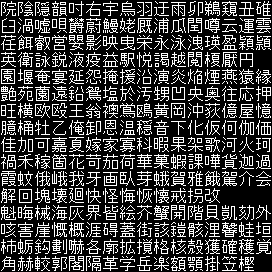 院陰隠韻吋右宇烏羽迂雨卯鵜窺丑碓
臼渦嘘唄欝蔚鰻姥厩浦瓜閏噂云運雲
荏餌叡営嬰影映曳栄永泳洩瑛盈穎頴
英衛詠鋭液疫益駅悦謁越閲榎厭円
園堰奄宴延怨掩援沿演炎焔煙燕猿縁
艶苑薗遠鉛鴛塩於汚甥凹央奥往応押
旺横欧殴王翁襖鴬鴎黄岡沖荻億屋憶
臆桶牡乙俺卸恩温穏音下化仮何伽価
佳加可嘉夏嫁家寡科暇果架歌河火珂
禍禾稼箇花苛茄荷華菓蝦課嘩貨迦過
霞蚊俄峨我牙画臥芽蛾賀雅餓駕介会
解回塊壊廻快怪悔恢懐戒拐改
魁晦械海灰界皆絵芥蟹開階貝凱劾外
咳害崖慨概涯碍蓋街該鎧骸浬馨蛙垣
柿蛎鈎劃嚇各廓拡撹格核殻獲確穫覚
角赫較郭閣隔革学岳楽額顎掛笠樫